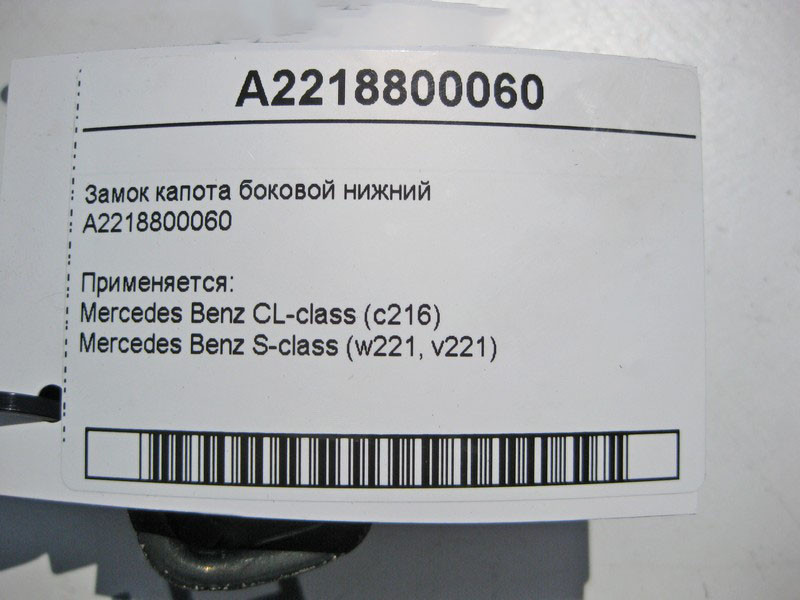 A2218800060
Замок капота боковой нижний
A2218800060
Применяется:
Mercedes Benz CL-class (c216)
Mercedes Benz S-class (w221, v221)